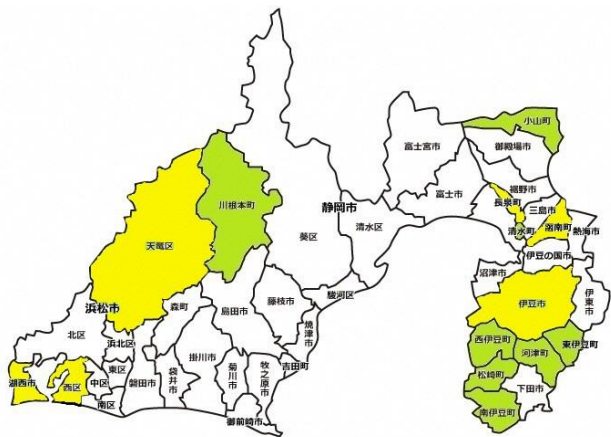 小山町
御殿場市
富士宮市
裾野市
富士市
長泉町
三島市
函南町
清水町
熱海市
伊豆の国市
沼津市
伊豆市
伊東市
西伊豆町
東伊豆町
河津町
松崎町
下田市
南伊豆町
川根本町
静岡市
葵区
清水区
駿河区
天竜区
浜松市
森町
島田市
藤枝市
焼津市
北区
浜北区
掛川市
吉田町
東区
袋井市
菊川市
牧之原市
湖西市
西区
中区
磐田市
南区
御前崎市